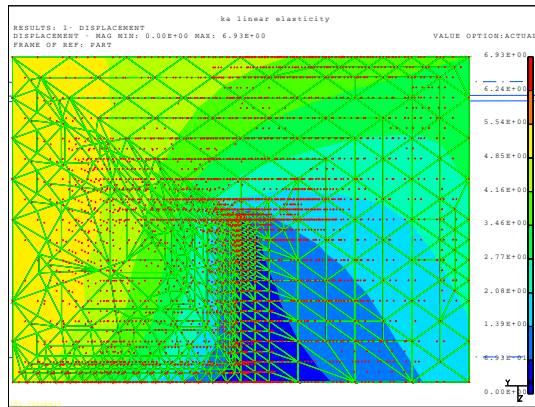 ka linear elasticity
RESULTS: 1- DISPLACEMENT
DISPLACEMENT - MAG MIN: 0.00E+00 MAX: 6.93E+00
VALUE OPTION:ACTUAL
FRAME OF REF: PART
6.93E+00
6.24E+00
5.54E+00
4.85E+00
4.16E+00
3.46E+00
2.77E+00
2.08E+00
1.39E+00
6.93E-01
0.00E+00
Y
Z